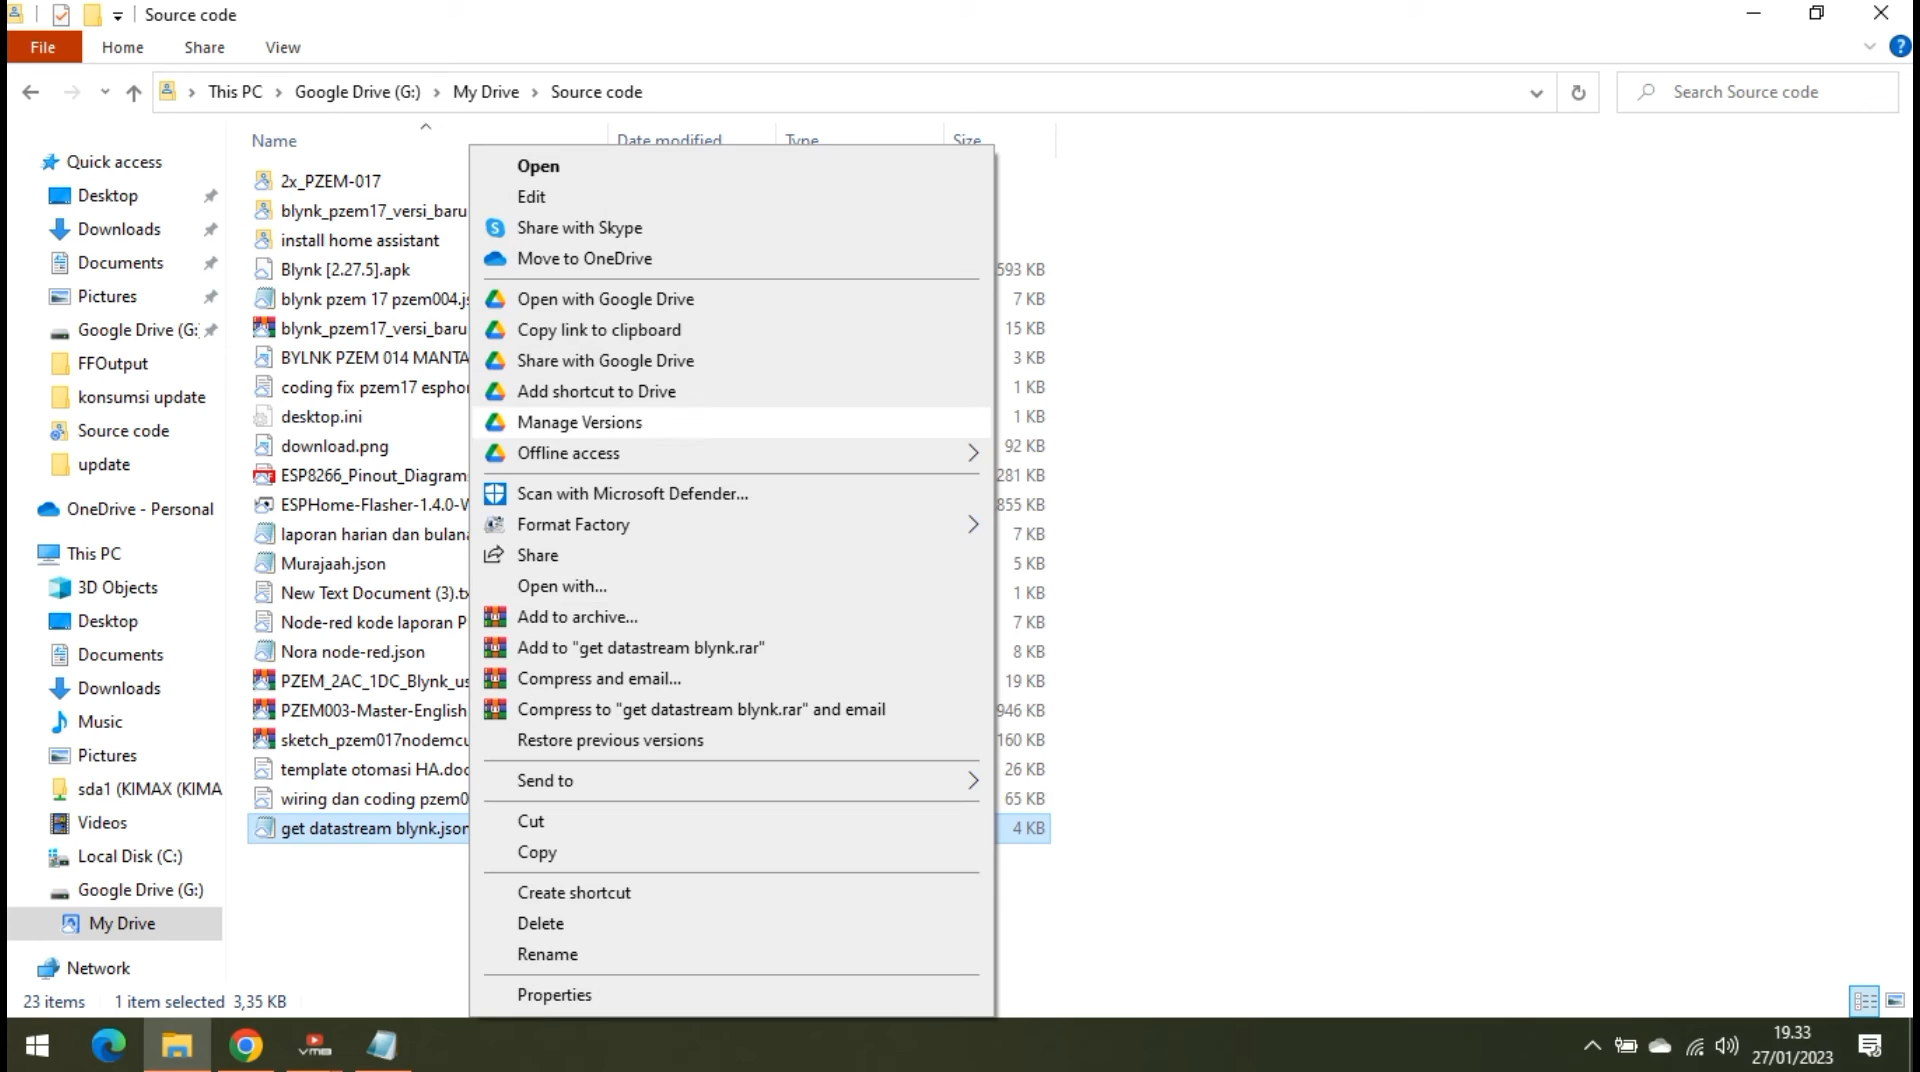 Source code
File Home Share View
This PC > Google Drive (G:) > My Drive > Source code
Search Source code
Name Date modified Type Size
Quick access
Desktop
Downloads
Documents
Pictures
Google Drive (G:
FFOutput
konsumsi update
Source code
update
OneDrive - Personal
This PC
3D Objects
Desktop
Documents
Downloads
Music
Pictures
sda1 (KIMAX (KIMA
Videos
Local Disk (C:)
Google Drive (G:)
My Drive
Network
2x_PZEM-017
blynk_pzem17_versi_baru
install home assistant
Blynk [2.27.5].apk 593 KB
blynk pzem 17 pzem004.js 7 KB
blynk_pzem17_versi_baru 15 KB
BYLNK PZEM 014 MANTA 3 KB
coding fix pzem17 esphor 1 KB
desktop.ini 1 KB
download.png 92 KB
ESP8266_Pinout_Diagram 281 KB
ESPHome-Flasher-1.4.0-W 855 KB
laporan harian dan bulana 7 KB
Murajaah.json 5 KB
New Text Document (3).tx 1 KB
Node-red kode laporan P 7 KB
Nora node-red.json 8 KB
PZEM_2AC_1DC_Blynk_us 19 KB
PZEM003-Master-English 946 KB
sketch_pzem017nodemcu 160 KB
template otomasi HA.doc 26 KB
wiring dan coding pzem0 65 KB
get datastream blynk.json 4 KB
Open
Edit
Share with Skype
Move to OneDrive
Open with Google Drive
Copy link to clipboard
Share with Google Drive
Add shortcut to Drive
Manage Versions
Offline access
Scan with Microsoft Defender...
Format Factory
Share
Open with...
Add to archive...
Add to "get datastream blynk.rar"
Compress and email...
Compress to "get datastream blynk.rar" and email
Restore previous versions
Send to
Cut
Copy
Create shortcut
Delete
Rename
Properties
23 items 1 item selected 3,35 KB
19.33
27/01/2023